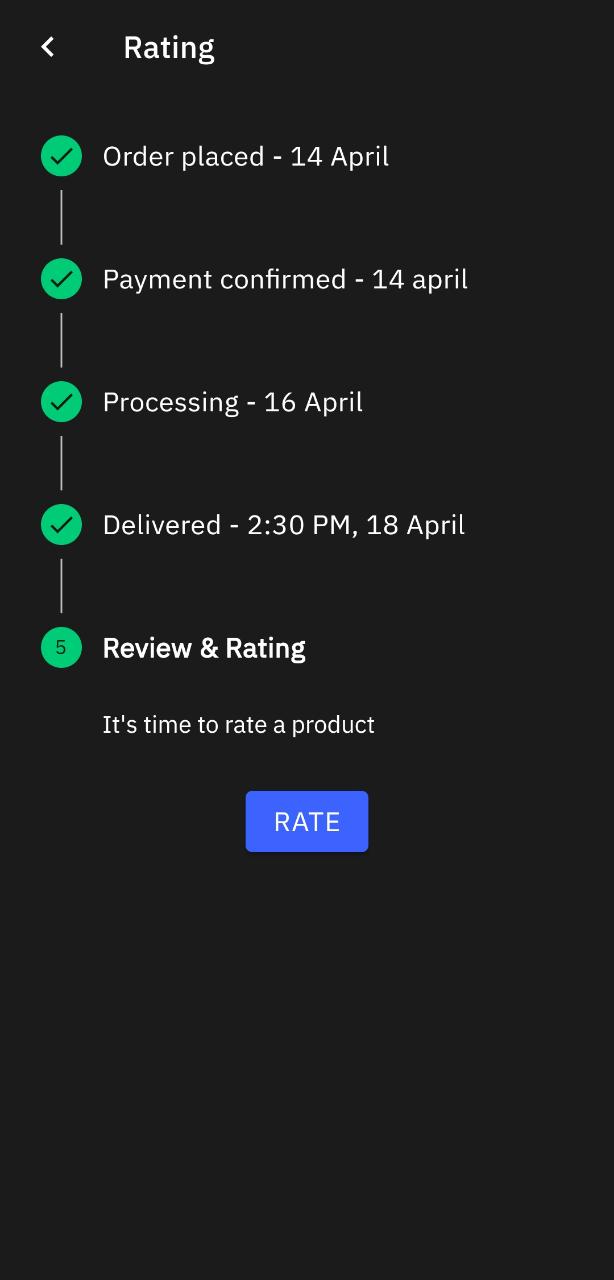 Rating
Order placed - 14 April
Payment confirmed - 14 april
Processing - 16 April
Delivered - 2:30 PM, 18 April
5 Review & Rating
It's time to rate a product
RATE